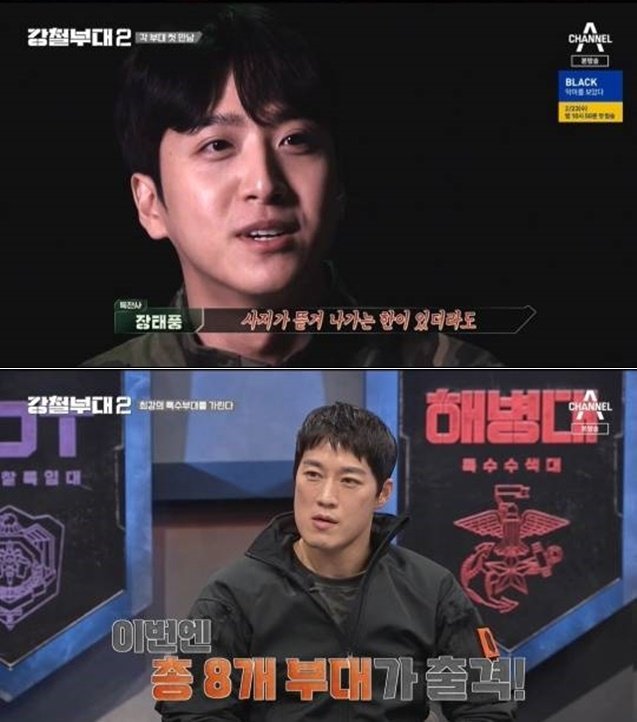 강철부대2 각 부대 첫 만남
CHANNEL A
본방송
BLACK
악마를 보았다
2/23(수)
밤 10시 50분 첫 방송
특전사
장태풍
사지가 뜯겨 나가는 한이 있더라도
강철부대2 최강의 특수부대를 가린다
CHANNEL A
본방송
찰특임대
해병대
특수수색대
이번엔
총 8개 부대가 출격!